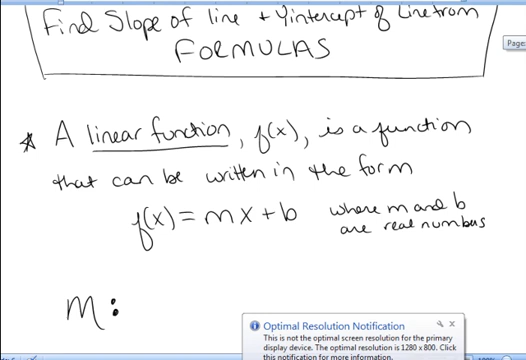 Find Slope of line + Yintercept of Line from
FORMULAS
Page:
* A linear function, f(x), is a function
that can be written in the form
f(x) = mx + b where m and b
are real numbers
m:
Optimal Resolution Notification
This is not the optimal screen resolution for the primary
display device. The optimal resolution is 1280 x 800. Click
this notification for more information.